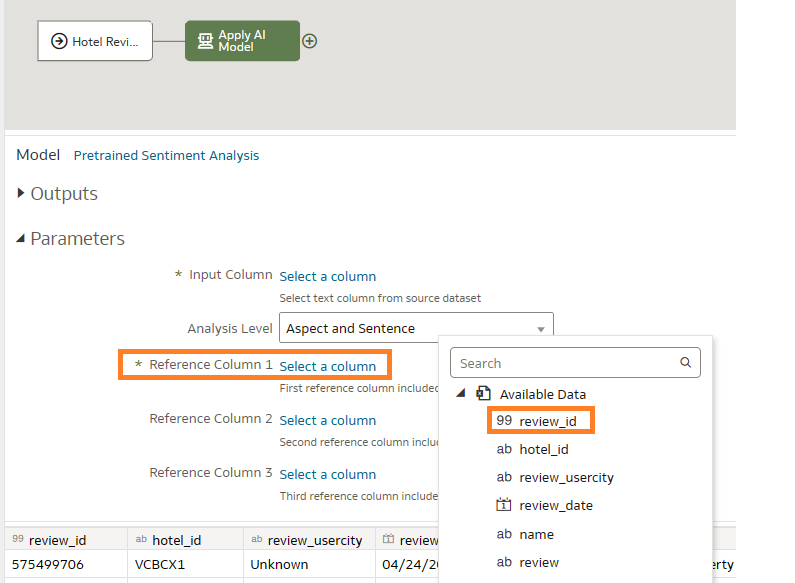 Hotel Revi...
Apply AI
Model
Model Pretrained Sentiment Analysis
Outputs
Parameters
* Input Column Select a column
Select text column from source dataset
Analysis Level Aspect and Sentence
* Reference Column 1 Select a column
First reference column included
Reference Column 2 Select a column
Second reference column
Reference Column 3 Select a column
Third reference column include
Search
Available Data
99 review_id
ab hotel_id
ab review_usercity
1 review_date
ab name
ab review
99 review_id ab hotel_id ab review_usercity review
575499706 VCBCX1 Unknown 04/24/20